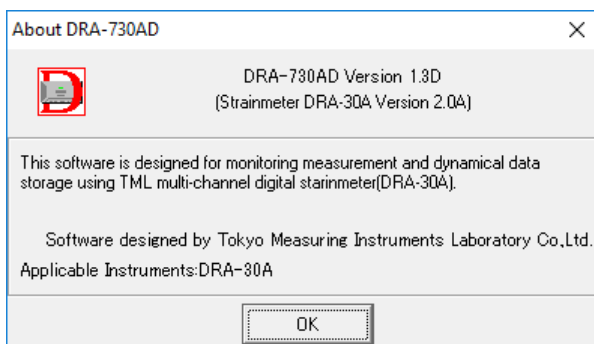 About DRA-730AD
DRA-730AD Version 1.3D
(Strainmeter DRA-30A Version 2.0A)
This software is designed for monitoring measurement and dynamical data
storage using TML multi-channel digital starinmeter(DRA-30A).
Software designed by Tokyo Measuring Instruments Laboratory Co,Ltd.
Applicable Instruments:DRA-30A
OK